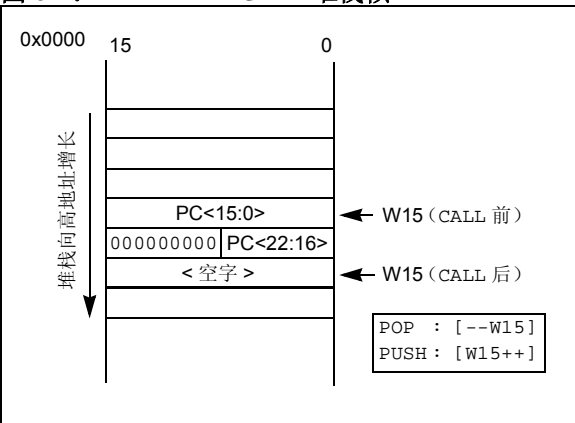 0x0000
15 0
堆栈向高地址增长
PC<15:0>
W15（CALL 前）
000000000 PC<22:16>
<空字>
W15（CALL 后）
POP : [--W15]
PUSH : [W15++]